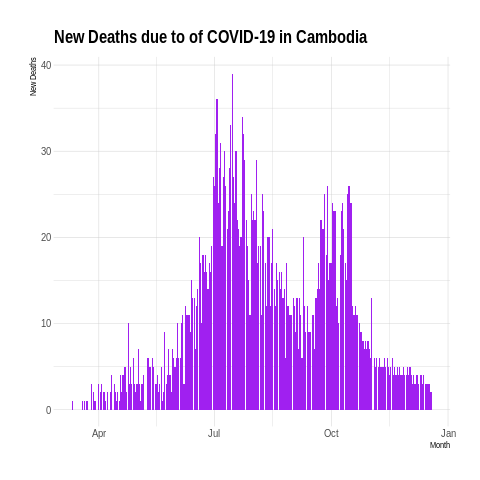 New Deaths due to of COVID-19 in Cambodia
New Deaths
40
30
20
10
0
Apr
Jul
Oct
Jan
Month